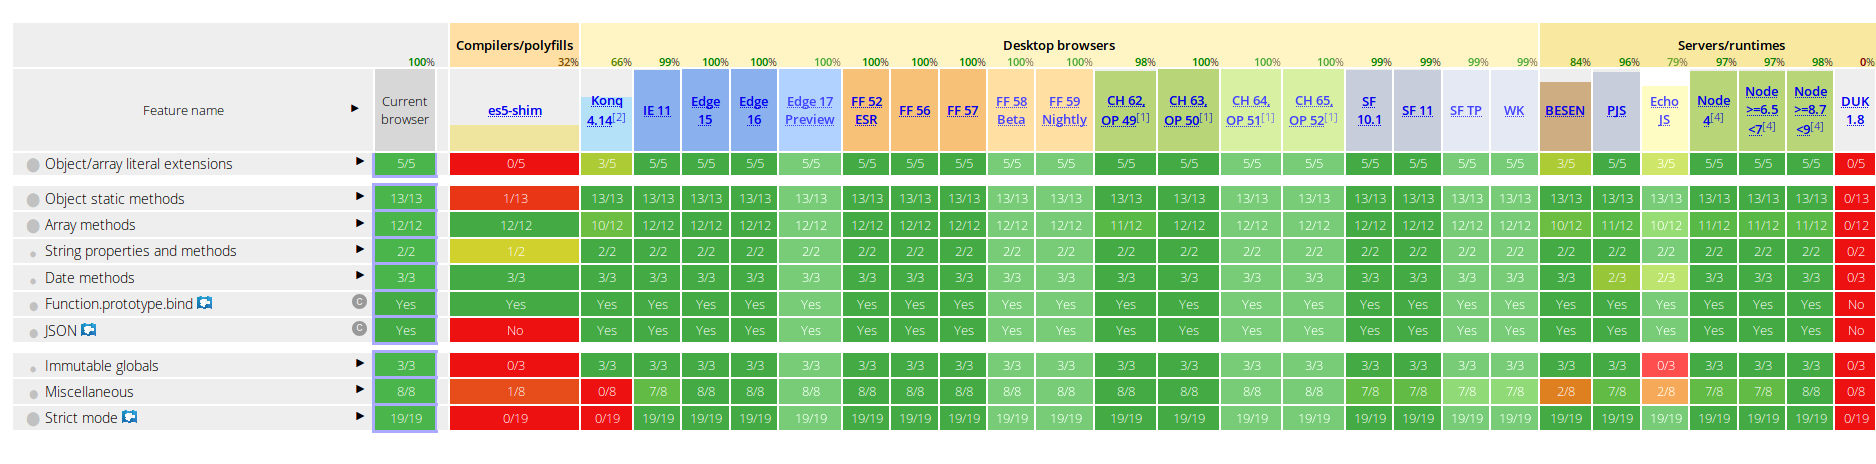 Compilers/polyfills Desktop browsers Servers/runtimes
100% 32% 66% 99% 100% 100% 100% 100% 100% 100% 100% 100% 98% 100% 100% 100% 99% 99% 99% 99% 84% 96% 79% 97% 97% 98% 0%
Feature name ▶ Current browser es5-shim Konq 4.14[2] IE 11 Edge 15 Edge 16 Edge 17 Preview FF 52 ESR FF 56 FF 57 FF 58 Beta FF 59 Nightly CH 62, OP 49[1] CH 63, OP 50[1] CH 64, OP 51[1] CH 65, OP 52[1] SF 10.1 SF 11 SF TP WK BESEN PJS Echo JS Node 4[4] Node >=6.5 <7[4] Node >=8.7 <9[4] DUK 1.8
Object/array literal extensions ▶ 5/5 0/5 3/5 5/5 5/5 5/5 5/5 5/5 5/5 5/5 5/5 5/5 5/5 5/5 5/5 5/5 5/5 5/5 5/5 5/5 3/5 5/5 3/5 5/5 5/5 5/5 0/5
Object static methods ▶ 13/13 1/13 13/13 13/13 13/13 13/13 13/13 13/13 13/13 13/13 13/13 13/13 13/13 13/13 13/13 13/13 13/13 13/13 13/13 13/13 13/13 13/13 13/13 13/13 13/13 13/13 0/13
Array methods ▶ 12/12 12/12 10/12 12/12 12/12 12/12 12/12 12/12 12/12 12/12 12/12 12/12 11/12 12/12 12/12 12/12 12/12 12/12 12/12 12/12 10/12 11/12 10/12 11/12 11/12 11/12 0/12
String properties and methods ▶ 2/2 1/2 2/2 2/2 2/2 2/2 2/2 2/2 2/2 2/2 2/2 2/2 2/2 2/2 2/2 2/2 2/2 2/2 2/2 2/2 2/2 2/2 2/2 2/2 2/2 2/2 0/2
Date methods ▶ 3/3 3/3 3/3 3/3 3/3 3/3 3/3 3/3 3/3 3/3 3/3 3/3 3/3 3/3 3/3 3/3 3/3 3/3 3/3 3/3 3/3 2/3 2/3 3/3 3/3 3/3 0/3
Function.prototype.bind C Yes Yes Yes Yes Yes Yes Yes Yes Yes Yes Yes Yes Yes Yes Yes Yes Yes Yes Yes Yes Yes Yes Yes Yes Yes Yes No
JSON C Yes No Yes Yes Yes Yes Yes Yes Yes Yes Yes Yes Yes Yes Yes Yes Yes Yes Yes Yes Yes Yes Yes Yes Yes Yes No
Immutable globals ▶ 3/3 0/3 3/3 3/3 3/3 3/3 3/3 3/3 3/3 3/3 3/3 3/3 3/3 3/3 3/3 3/3 3/3 3/3 3/3 3/3 3/3 3/3 0/3 3/3 3/3 3/3 0/3
Miscellaneous ▶ 8/8 1/8 0/8 7/8 8/8 8/8 8/8 8/8 8/8 8/8 8/8 8/8 8/8 8/8 8/8 8/8 7/8 7/8 7/8 7/8 2/8 7/8 2/8 7/8 7/8 8/8 0/8
Strict mode ▶ 19/19 0/19 0/19 19/19 19/19 19/19 19/19 19/19 19/19 19/19 19/19 19/19 19/19 19/19 19/19 19/19 19/19 19/19 19/19 19/19 19/19 19/19 19/19 19/19 19/19 19/19 0/19